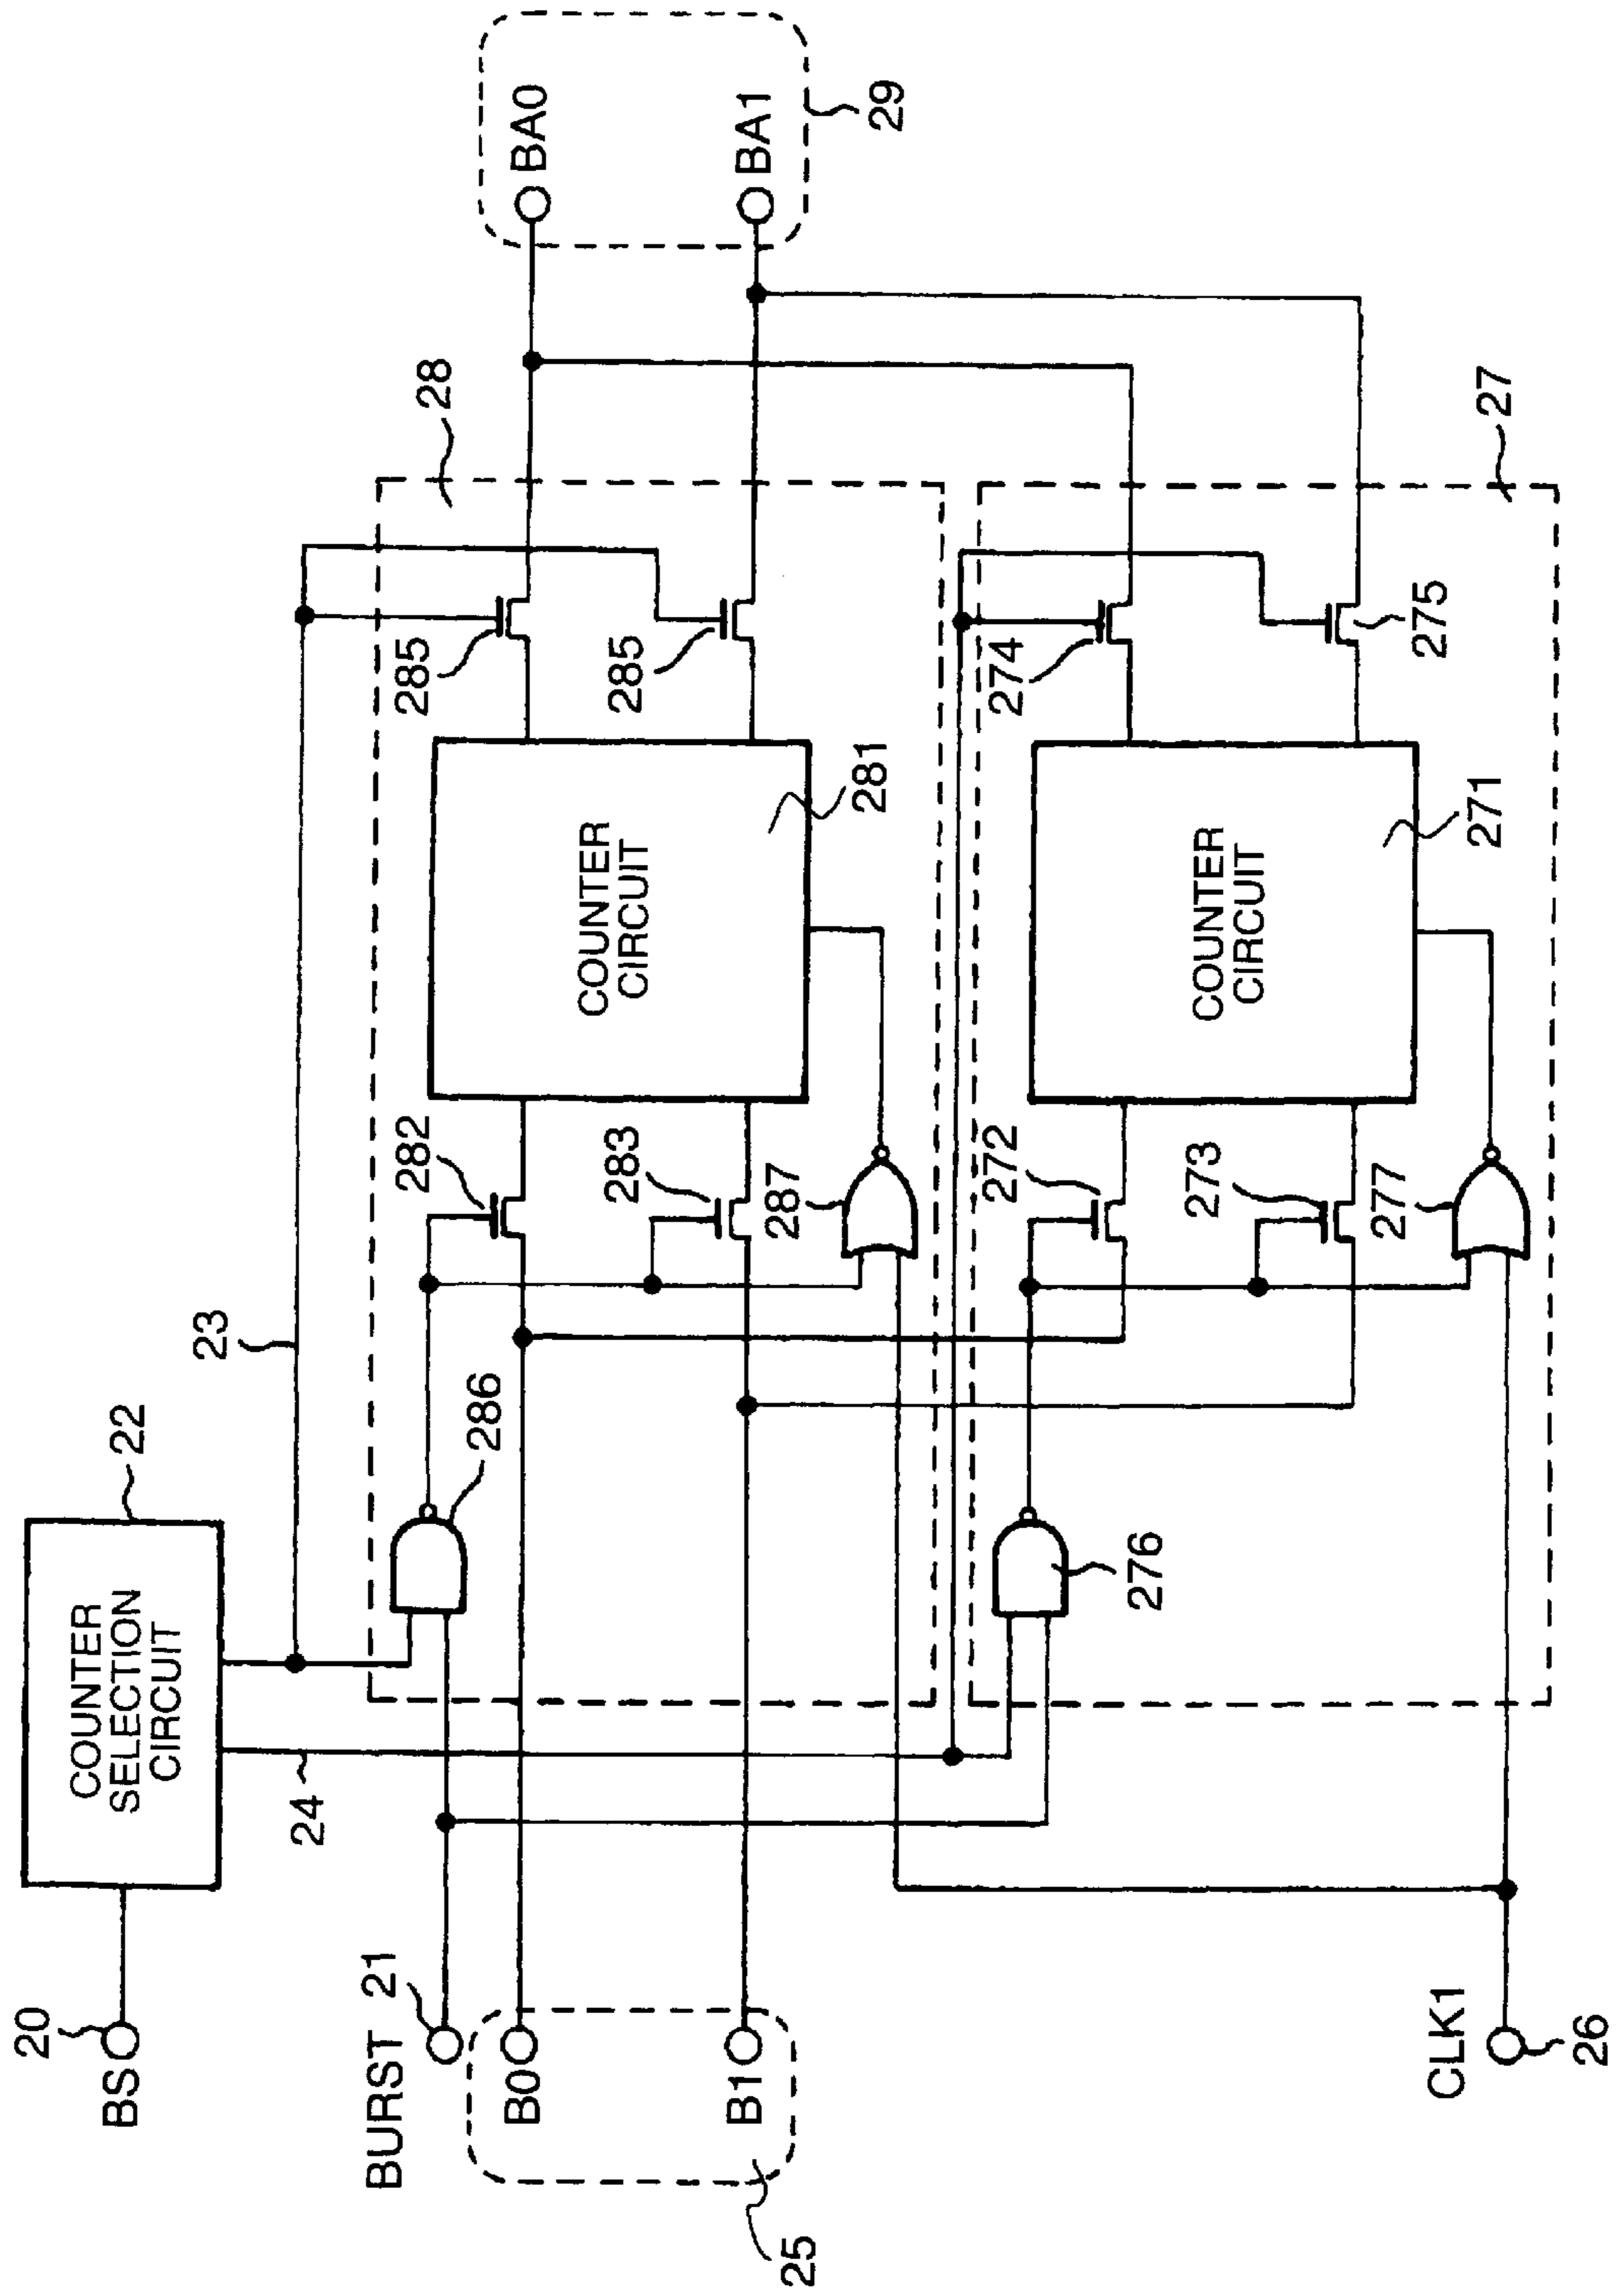 BS
20
COUNTER
SELECTION
CIRCUIT
22
23
24
BURST
21
B0
B1
25
CLK1
26
286
282
283
287
COUNTER
CIRCUIT
281
285
285
28
BA0
BA1
29
276
272
273
277
COUNTER
CIRCUIT
271
274
275
27